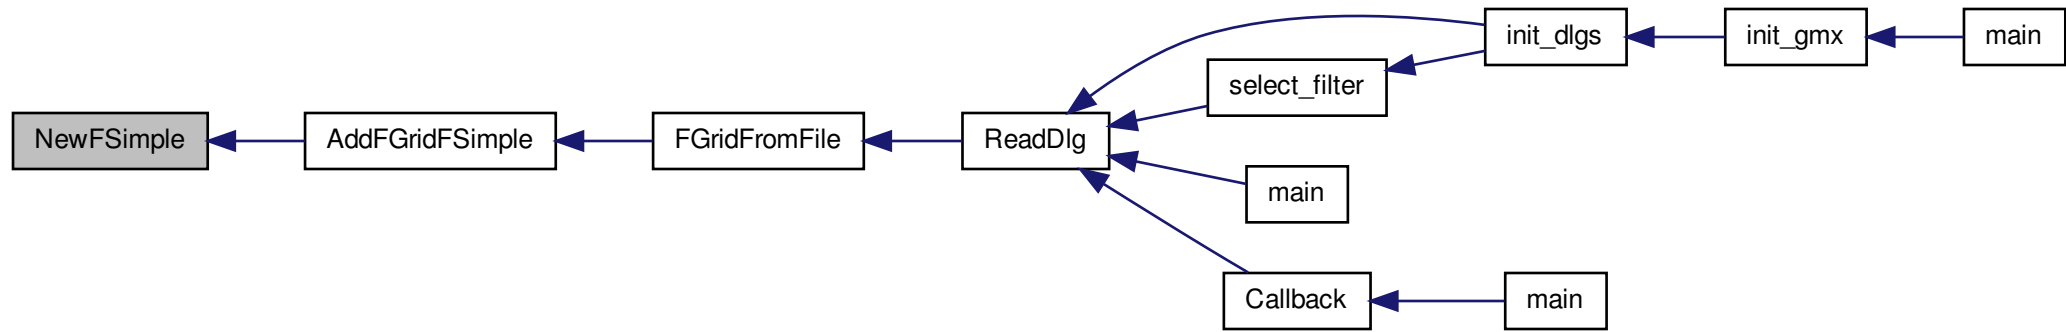 init_dlgs
init_gmx
main
select_filter
NewFSimple
AddFGridFSimple
FGridFromFile
ReadDlg
main
Callback
main